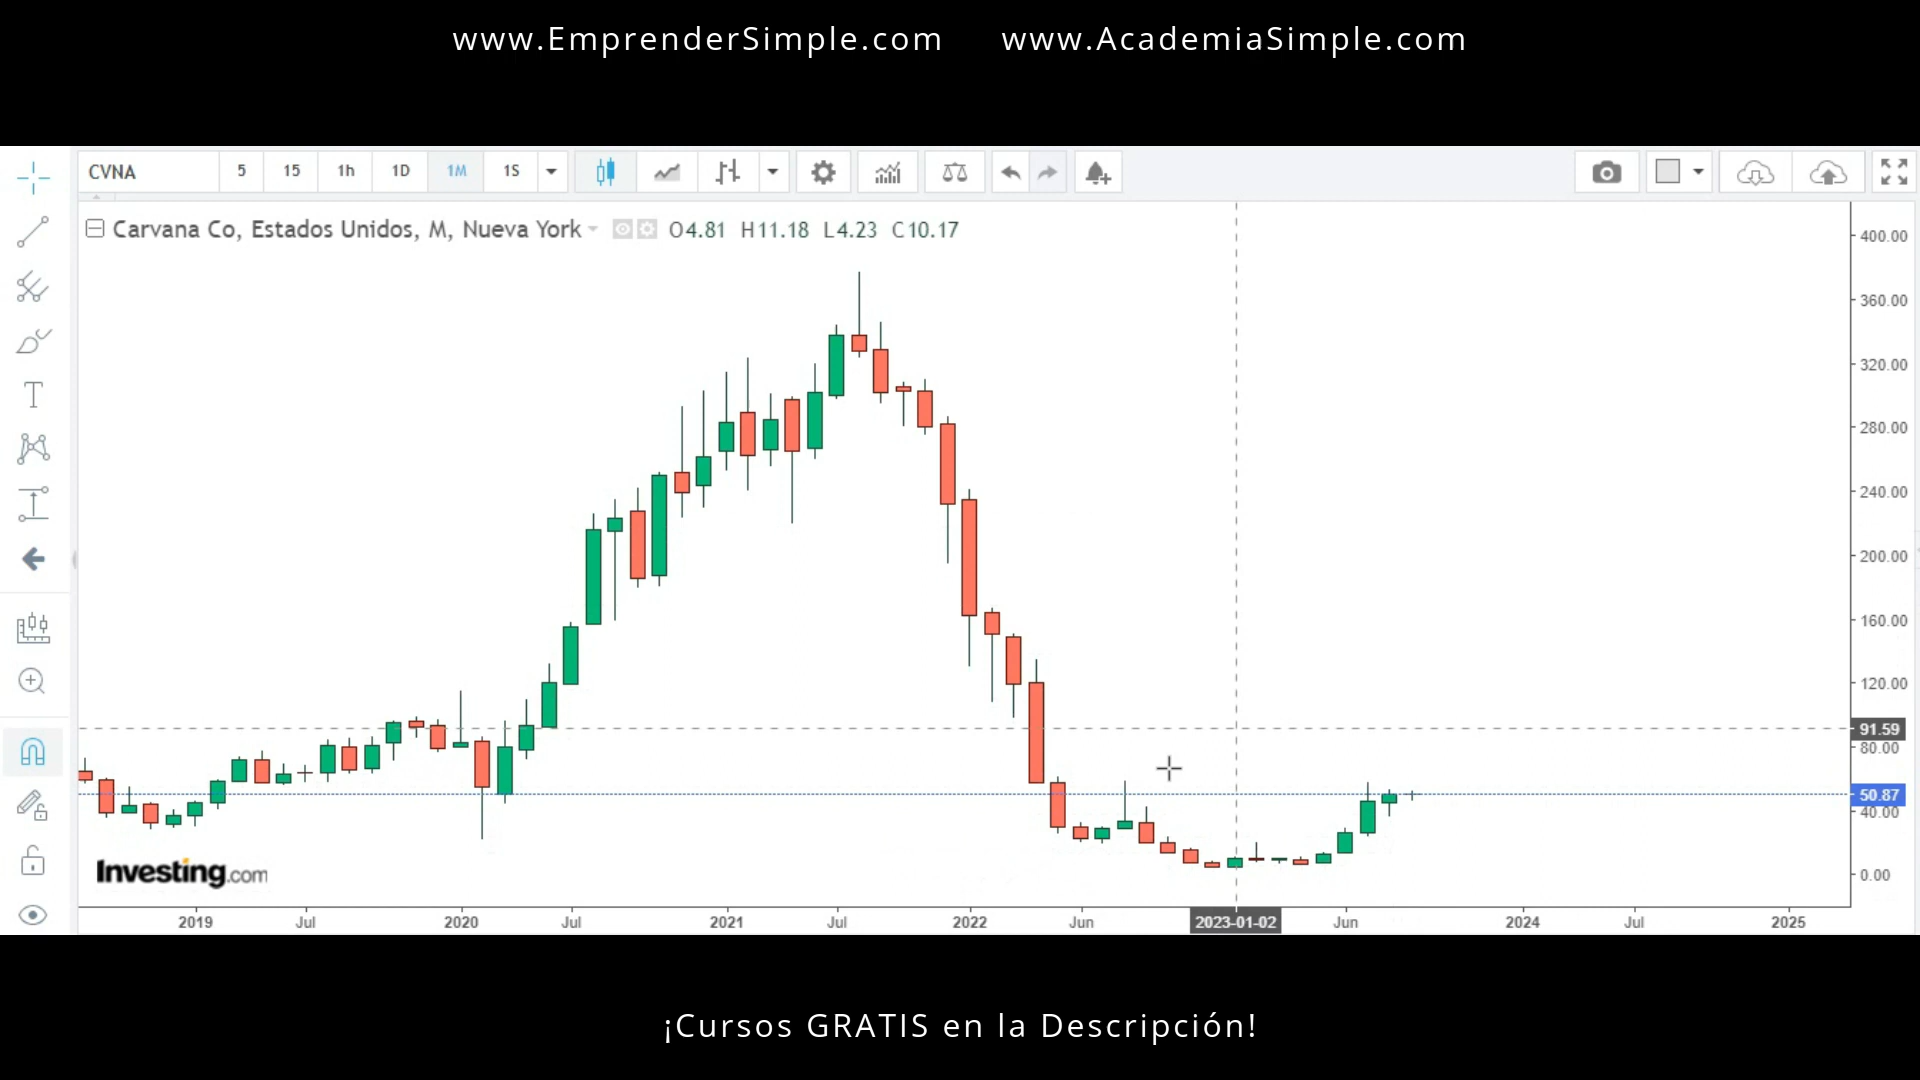 www.EmprenderSimple.com www.AcademiaSimple.com
CVNA 5 15 1h 1D 1M 1S
Carvana Co, Estados Unidos, M, Nueva York O4.81 H11.18 L4.23 C10.17
400.00
360.00
320.00
280.00
240.00
200.00
160.00
120.00
91.59
80.00
50.87
40.00
0.00
Investing.com
2019 Jul 2020 Jul 2021 Jul 2022 Jun 2023-01-02 Jun 2024 Jul 2025
¡Cursos GRATIS en la Descripción!